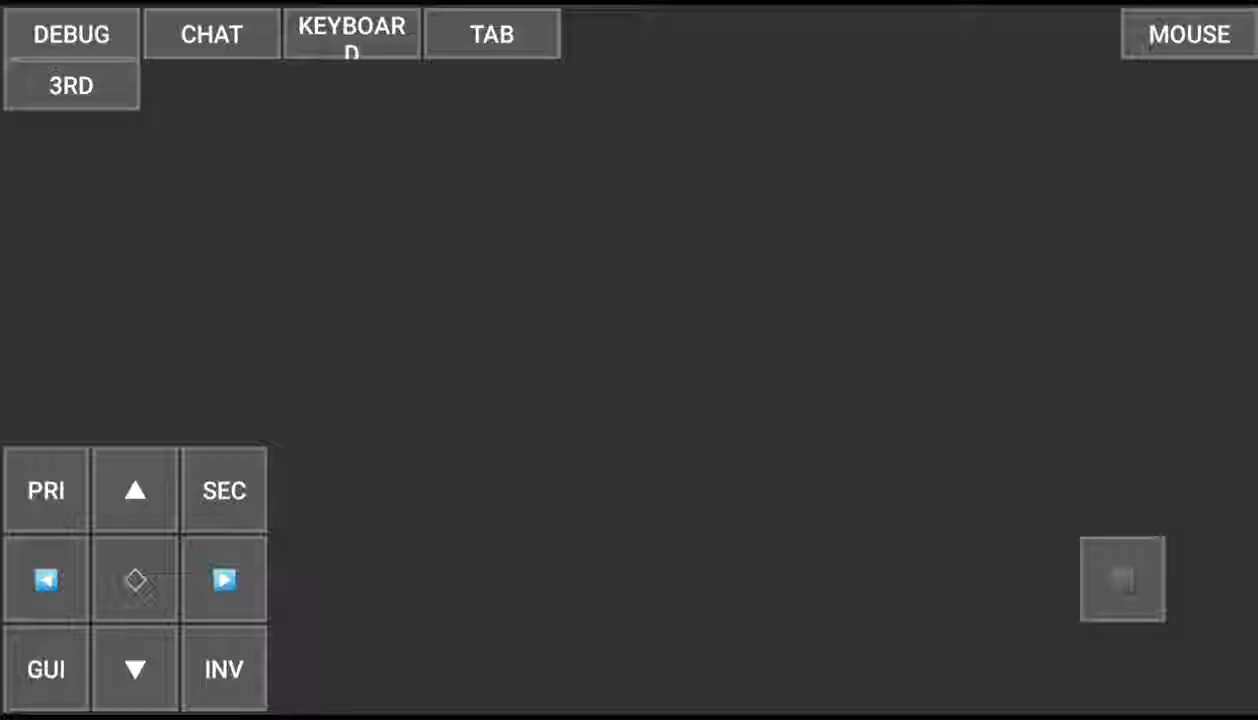 DEBUG
CHAT
KEYBOAR
D
TAB
MOUSE
3RD
PRI
▲
SEC
◀
◇
▶
GUI
▼
INV